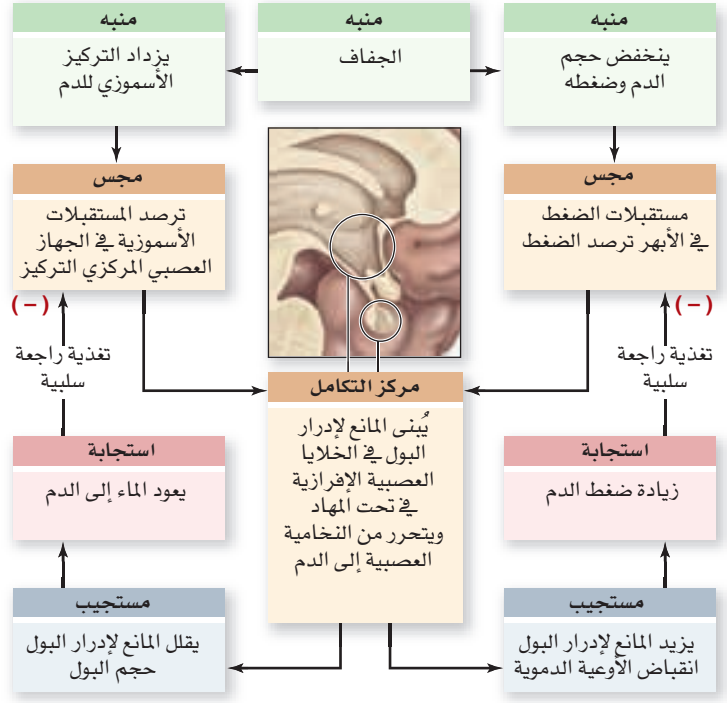 منبه
ينخفض حجم
الدم وضغطه
منبه
الجفاف
منبه
يزداد التركيز
الأسموزي للدم
مجس
مستقبلات الضغط
في الأبهر ترصد الضغط
مجس
ترصد المستقبلات
الأسموزية في الجهاز
العصبي المركزي التركيز
(−)
تغذية راجعة
سلبية
(−)
تغذية راجعة
سلبية
مركز التكامل
يُبنى المانع لإدرار
البول في الخلايا
العصبية الإفرازية
في تحت المهاد
ويتحرر من النخامية
العصبية إلى الدم
استجابة
زيادة ضغط الدم
استجابة
يعود الماء إلى الدم
مستجيب
يزيد المانع لإدرار البول
انقباض الأوعية الدموية
مستجيب
يقلل المانع لإدرار البول
حجم البول